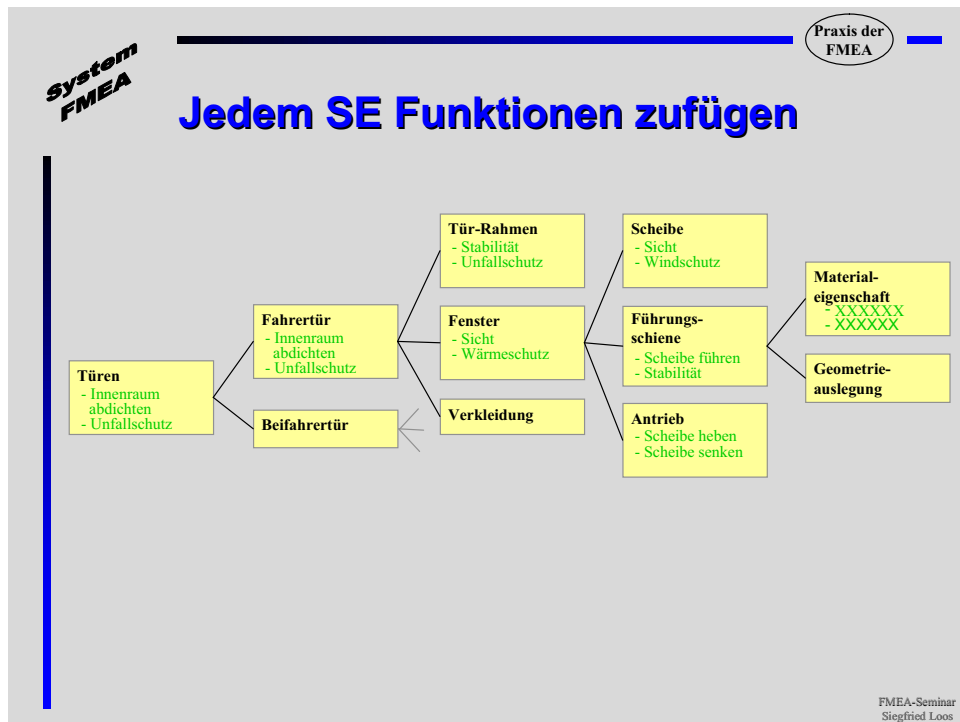 System
FMEA
Praxis der
FMEA
Jedem SE Funktionen zufügen
Türen
- Innenraum
abdichten
- Unfallschutz
Fahrertür
- Innenraum
abdichten
- Unfallschutz
Beifahrertür
Tür-Rahmen
- Stabilität
- Unfallschutz
Fenster
- Sicht
- Wärmeschutz
Verkleidung
Scheibe
- Sicht
- Windschutz
Führungs-
schiene
- Scheibe führen
- Stabilität
Antrieb
- Scheibe heben
- Scheibe senken
Material-
eigenschaft
- XXXXXX
- XXXXXX
Geometrie-
auslegung
FMEA-Seminar
Siegfried Loos